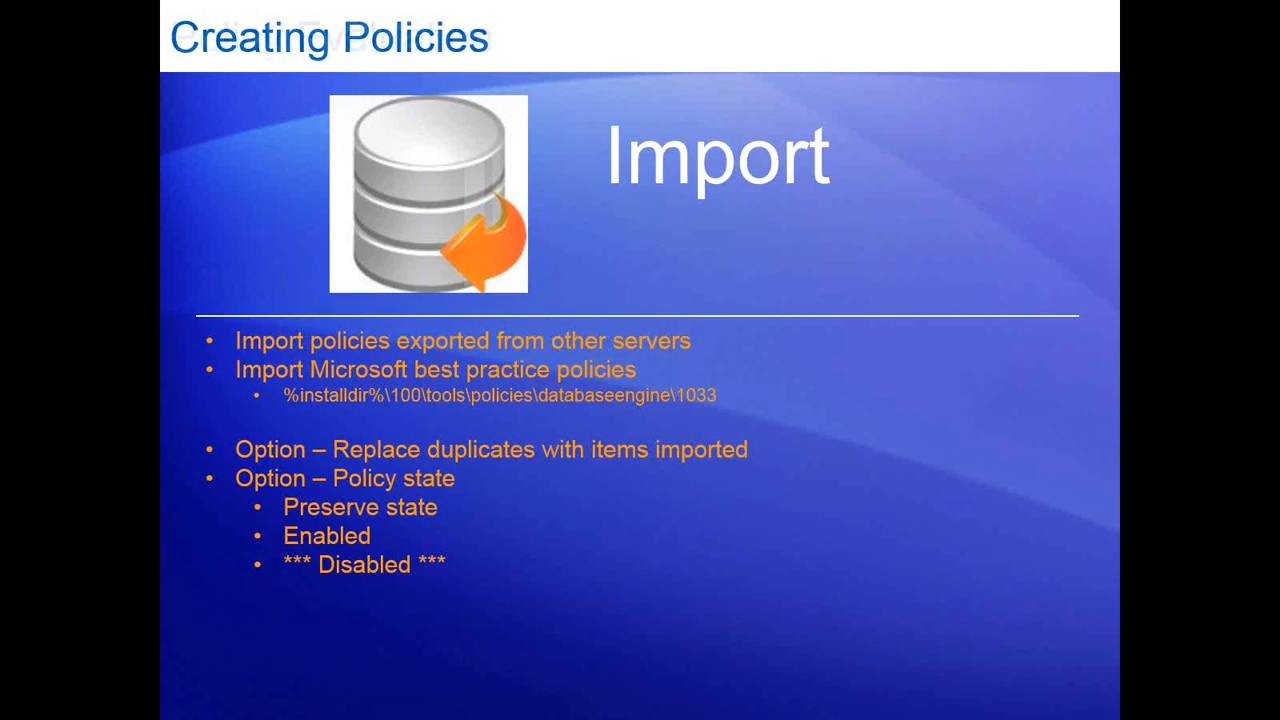 Creating Policies
Import
• Import policies exported from other servers
• Import Microsoft best practice policies
• %installdir%\100\tools\policies\databaseengine\1033
• Option – Replace duplicates with items imported
• Option – Policy state
• Preserve state
• Enabled
• *** Disabled ***